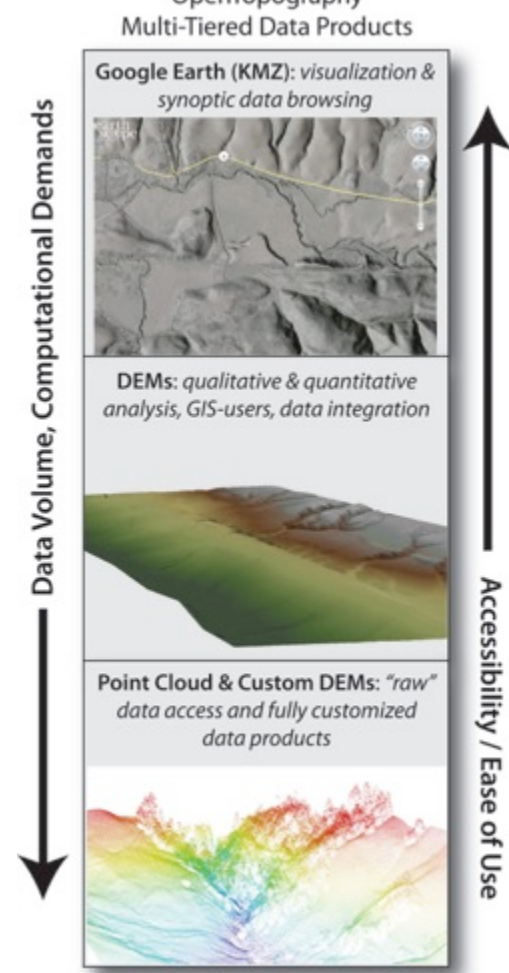 OpenTopography
Multi-Tiered Data Products
Google Earth (KMZ): visualization &
synoptic data browsing
DEMs: qualitative & quantitative
analysis, GIS-users, data integration
Point Cloud & Custom DEMs: “raw”
data access and fully customized
data products
Data Volume, Computational Demands
Accessibility / Ease of Use